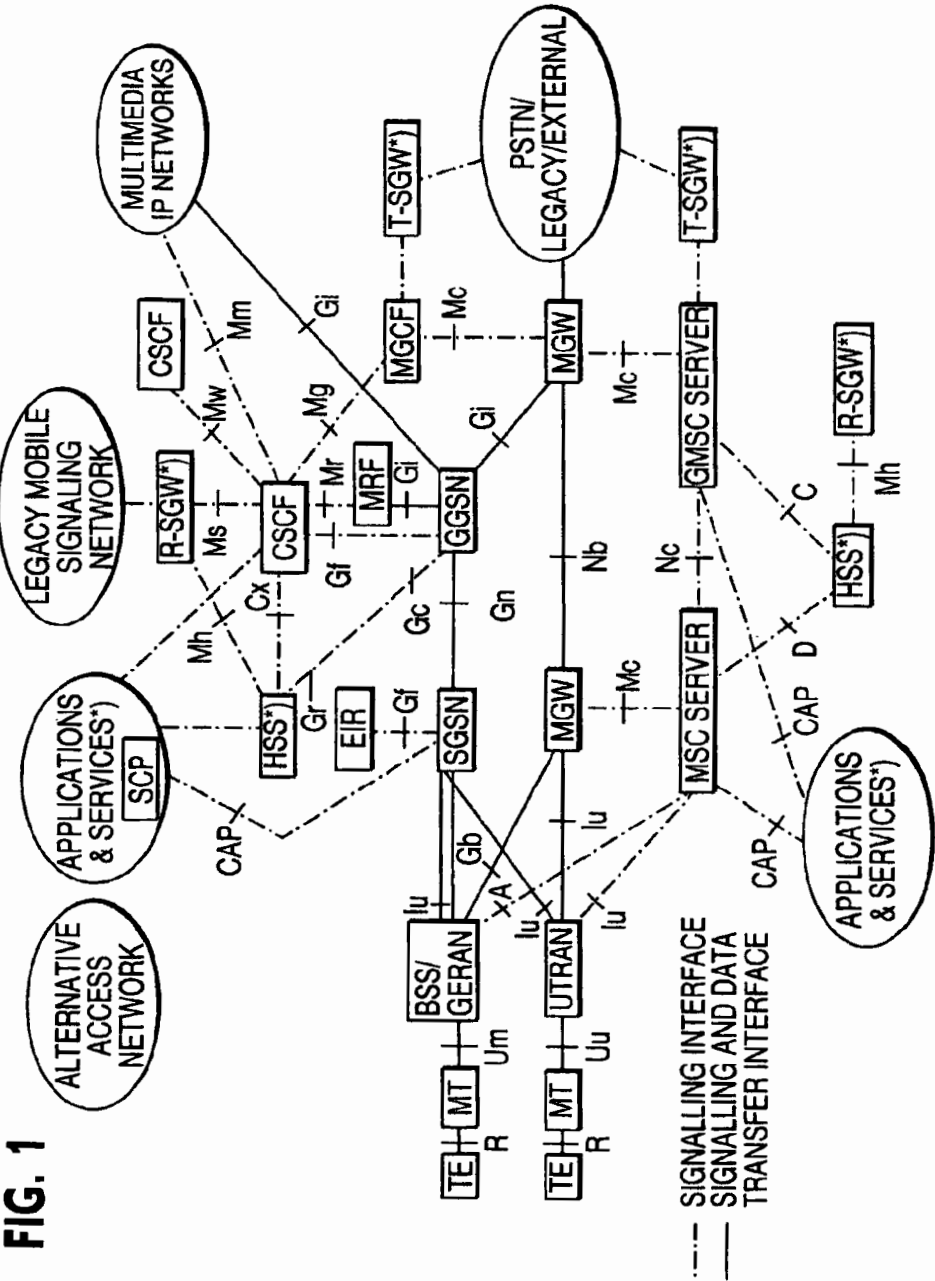 FIG. 1
ALTERNATIVE
ACCESS
NETWORK
APPLICATIONS
& SERVICES*)
SCP
LEGACY MOBILE
SIGNALING
NETWORK
MULTIMEDIA
IP NETWORKS
CAP
Mh
R-SGW*)
Ms
CSCF
Mw
Mm
Cx
HSS*)
Gr
EIR
Gf
CSCF
Gf
Mr
MRF
Gi
Mg
Gi
MGCF
T-SGW*)
Mc
Gc
TE
R
MT
Um
BSS/
GERAN
Iu
Gb
A
SGSN
Gn
GGSN
Gi
TE
R
MT
Uu
UTRAN
Iu
Iu
Iu
MGW
Nb
MGW
PSTN/
LEGACY/EXTERNAL
Mc
Mc
MSC SERVER
Nc
GMSC SERVER
T-SGW*)
CAP
CAP
D
C
HSS*)
Mh
R-SGW*)
APPLICATIONS
& SERVICES*)
SIGNALLING INTERFACE
SIGNALLING AND DATA
TRANSFER INTERFACE